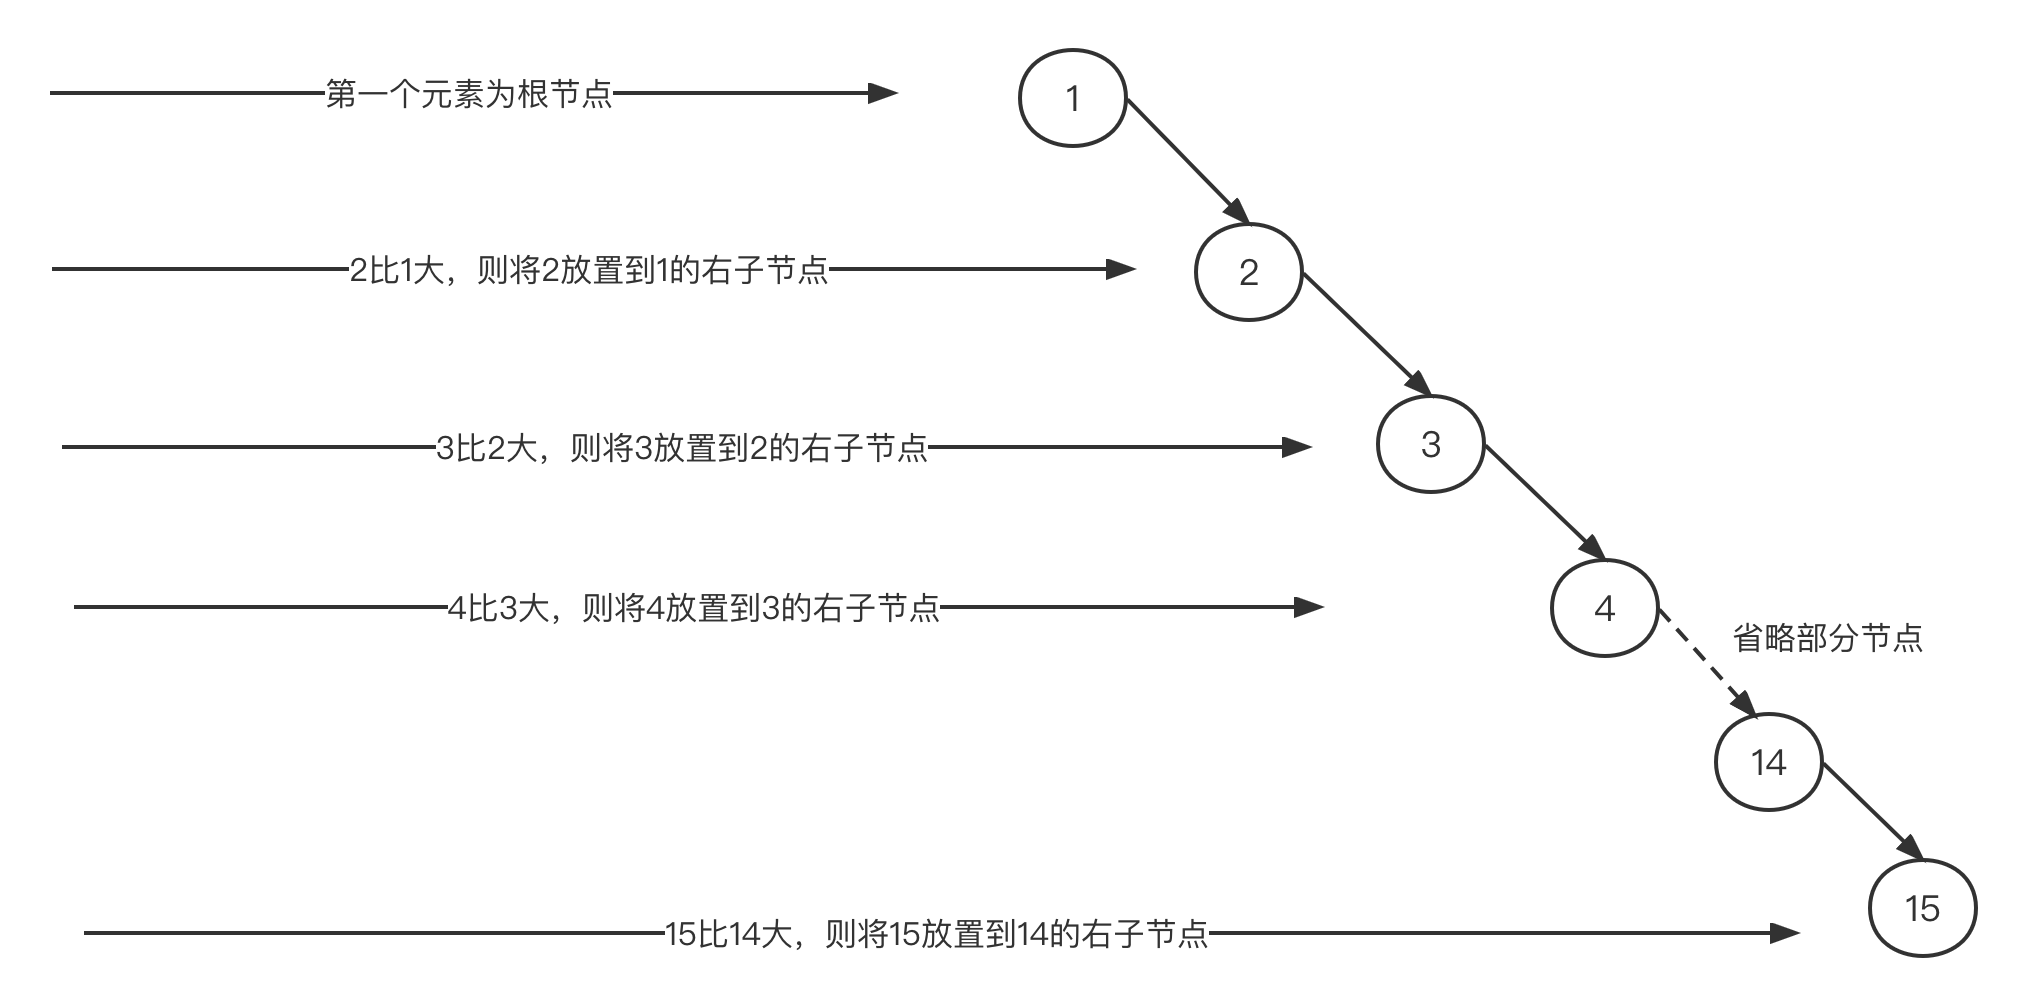 第一个元素为根节点
1
2比1大，则将2放置到1的右子节点
2
3比2大，则将3放置到2的右子节点
3
4比3大，则将4放置到3的右子节点
4
省略部分节点
14
15比14大，则将15放置到14的右子节点
15